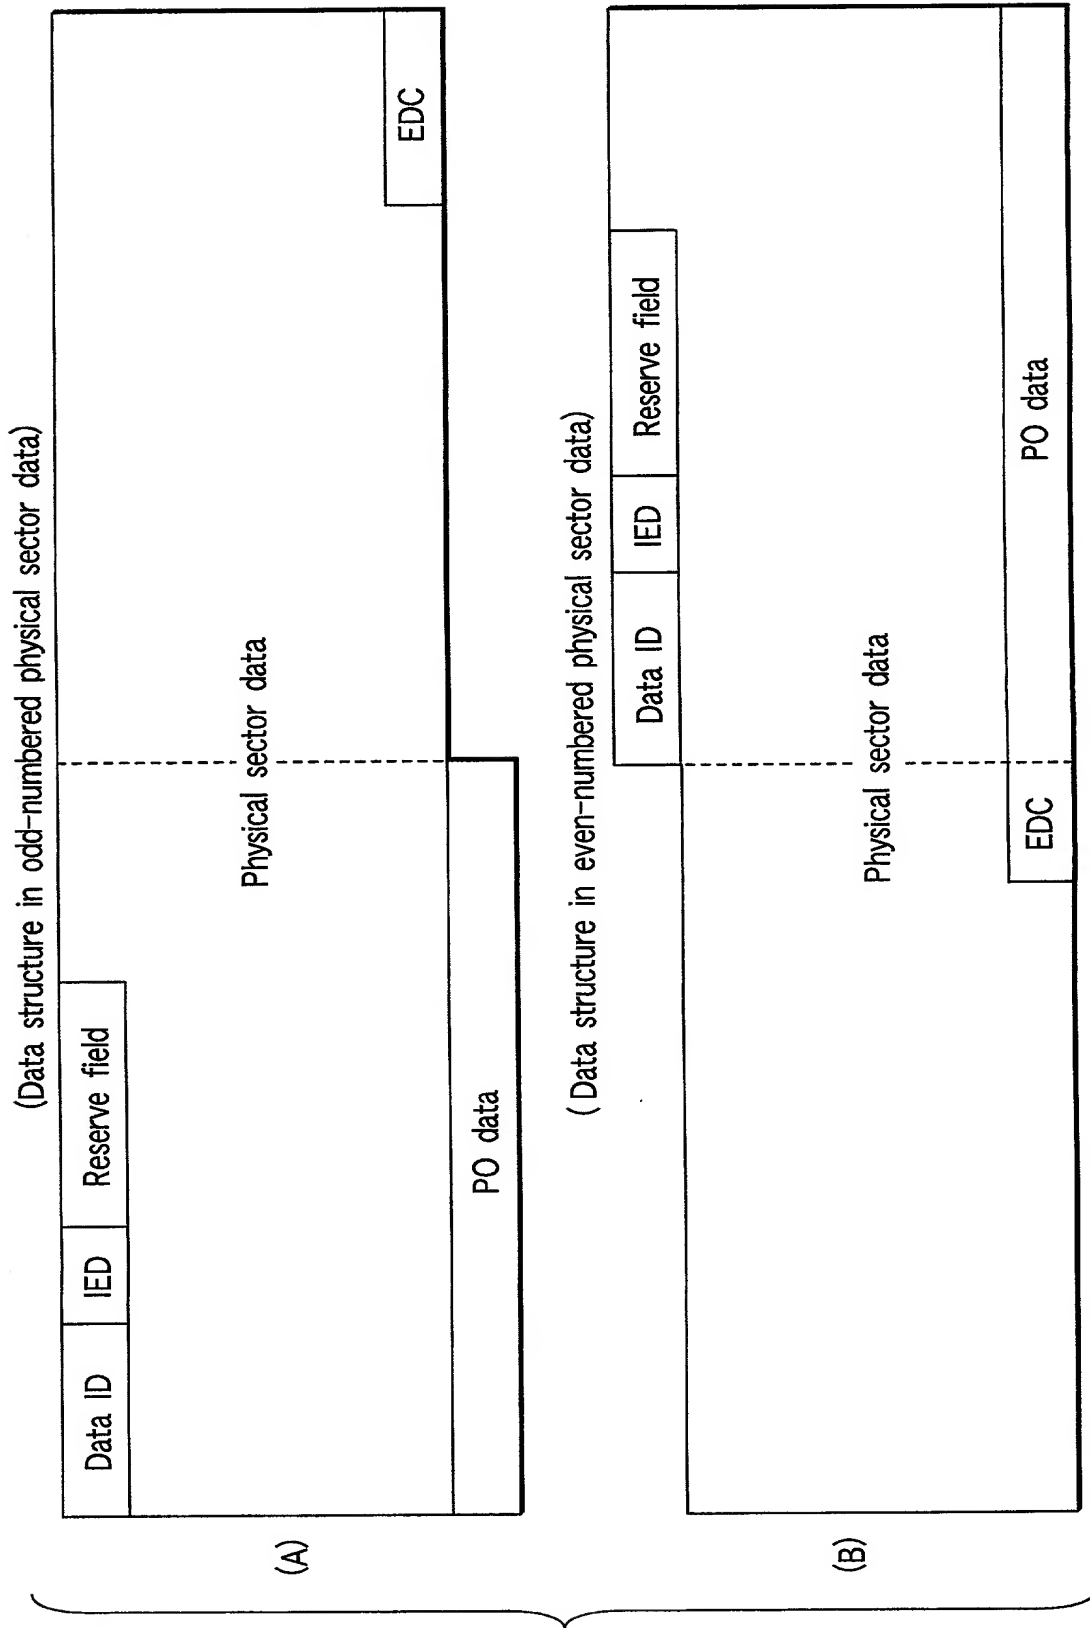 (Data structure in odd-numbered physical sector data)
(A)
Data ID
IED
Reserve field
Physical sector data
EDC
PO data
(Data structure in even-numbered physical sector data)
(B)
Data ID
IED
Reserve field
Physical sector data
EDC
PO data